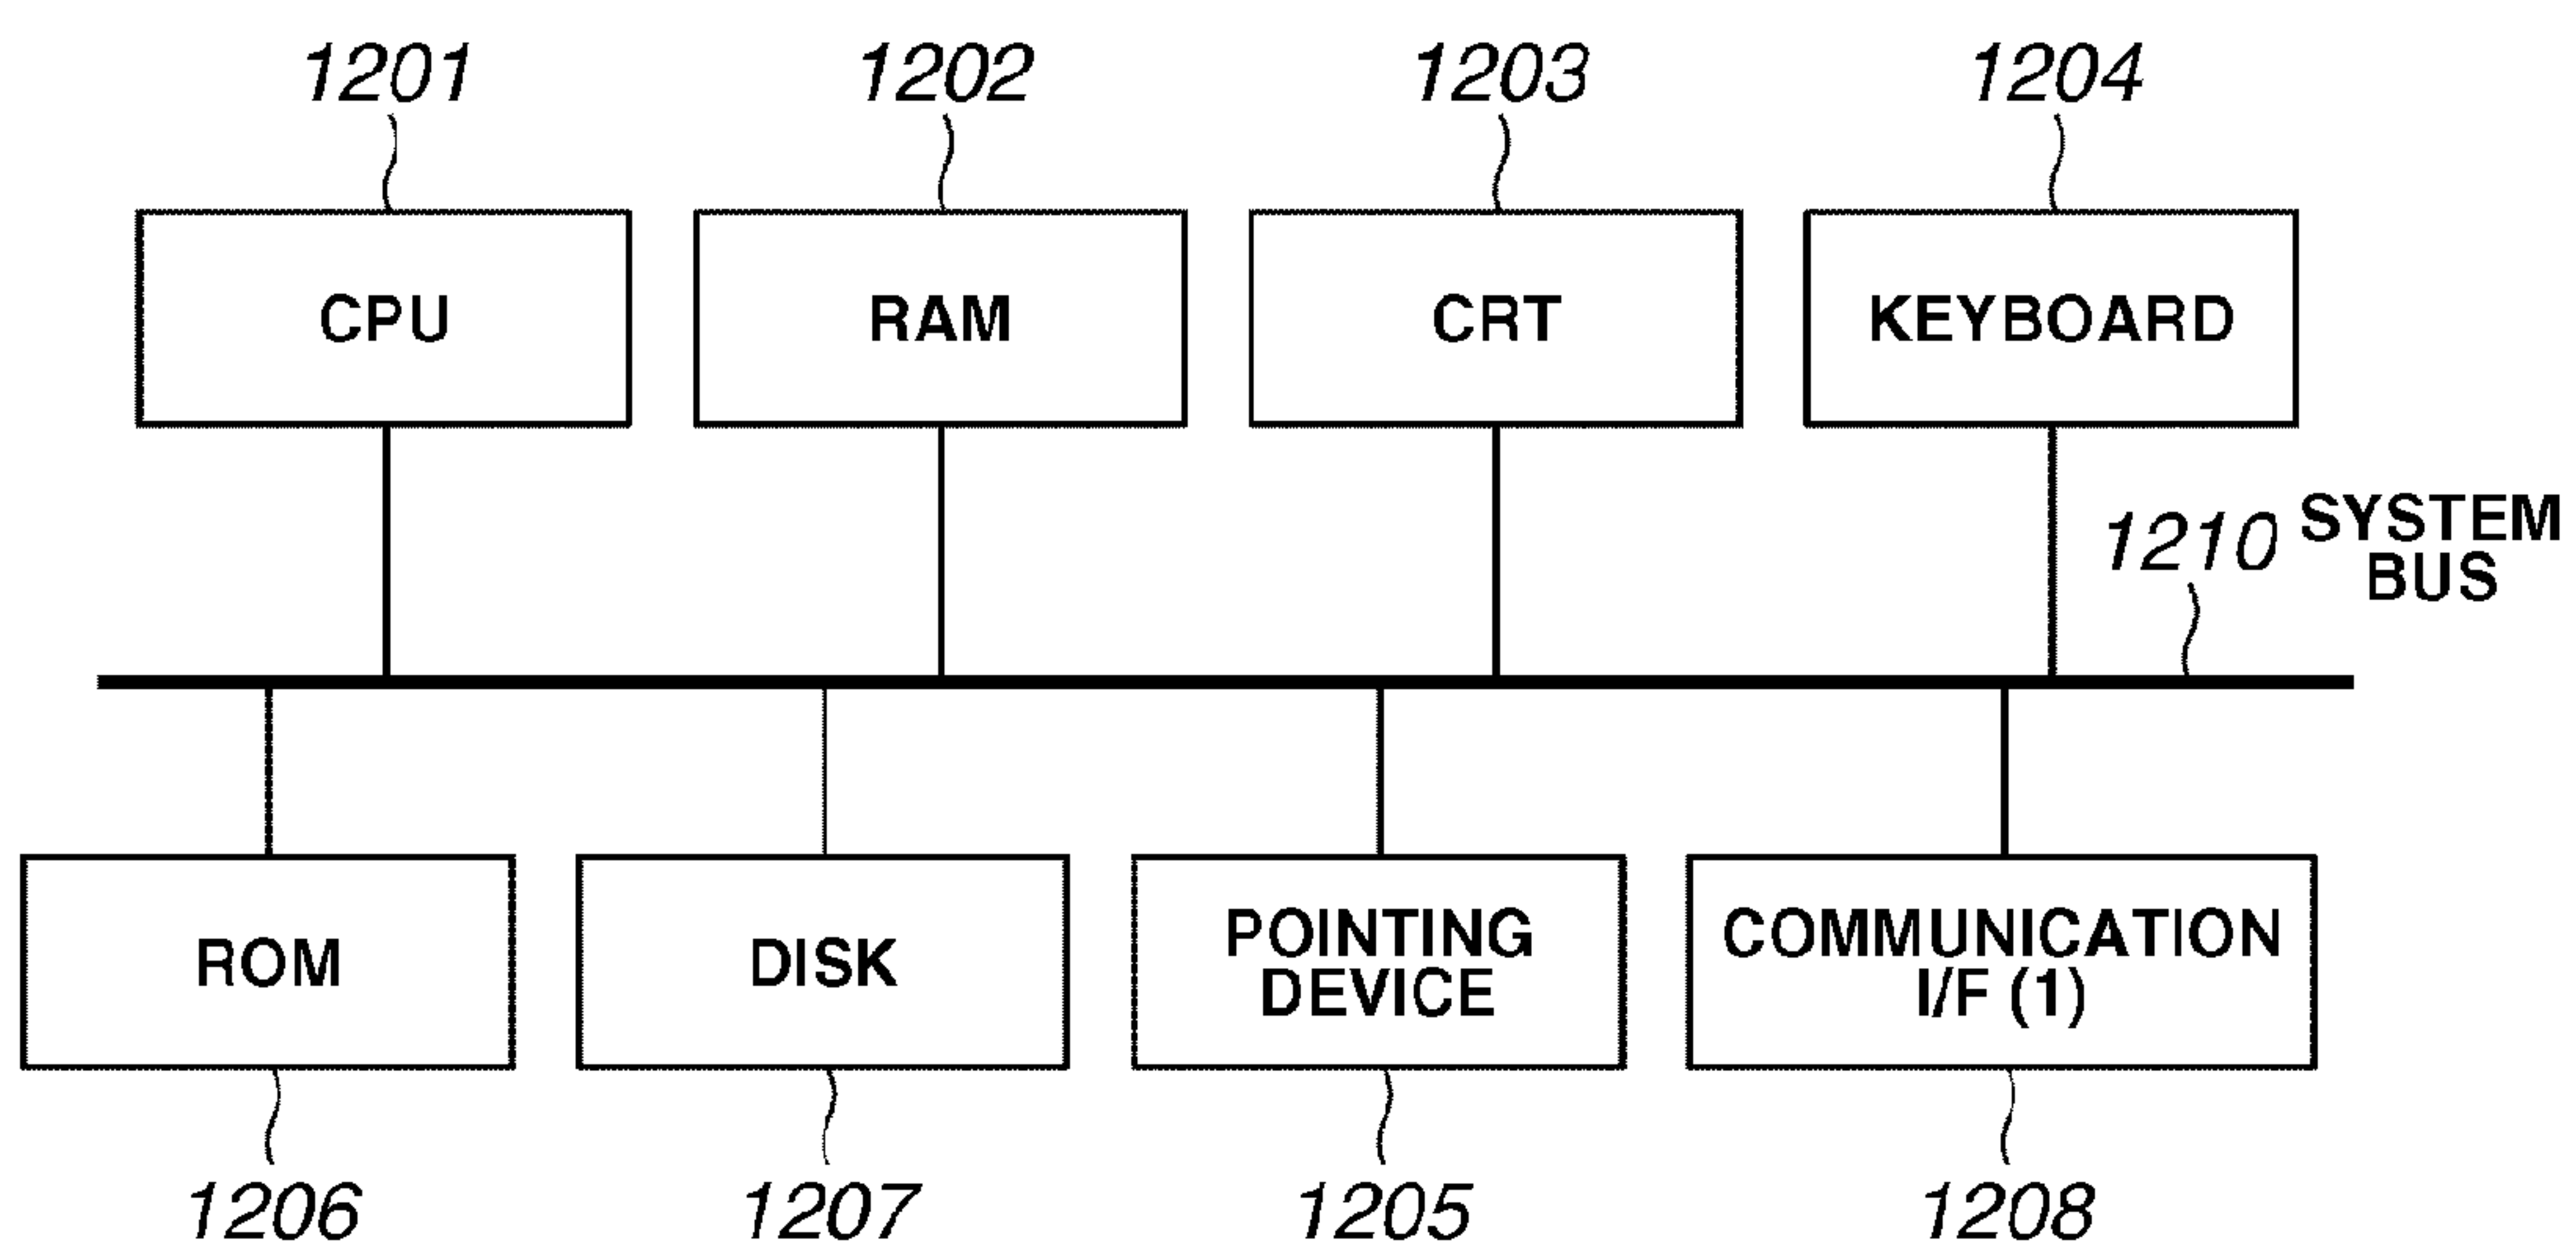 1201
1202
1203
1204
CPU
RAM
CRT
KEYBOARD
1210
SYSTEM
BUS
ROM
DISK
POINTING
DEVICE
COMMUNICATION
I/F (1)
1206
1207
1205
1208